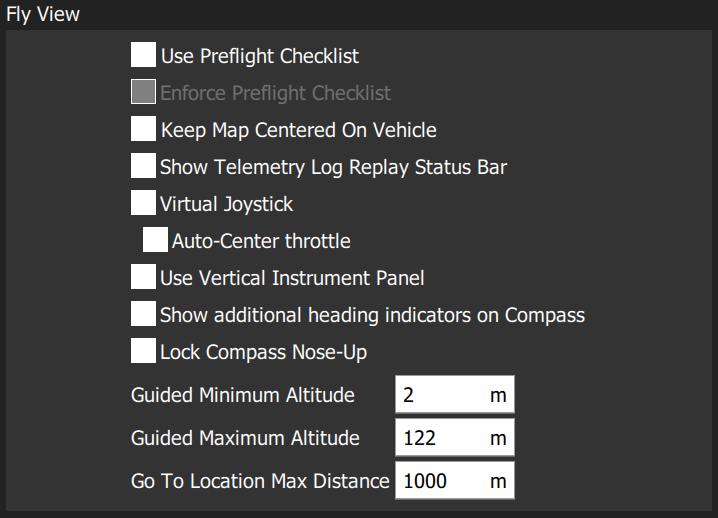 Fly View
Use Preflight Checklist
Enforce Preflight Checklist
Keep Map Centered On Vehicle
Show Telemetry Log Replay Status Bar
Virtual Joystick
Auto-Center throttle
Use Vertical Instrument Panel
Show additional heading indicators on Compass
Lock Compass Nose-Up
Guided Minimum Altitude 2 m
Guided Maximum Altitude 122 m
Go To Location Max Distance 1000 m